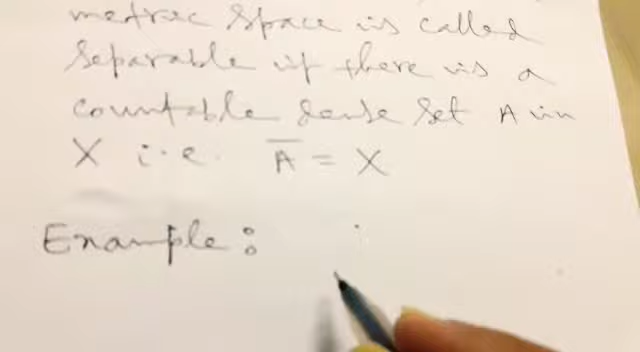 metric space is called
separable if there is a
countable dense set A in
X i.e. A̅ = X
Example: